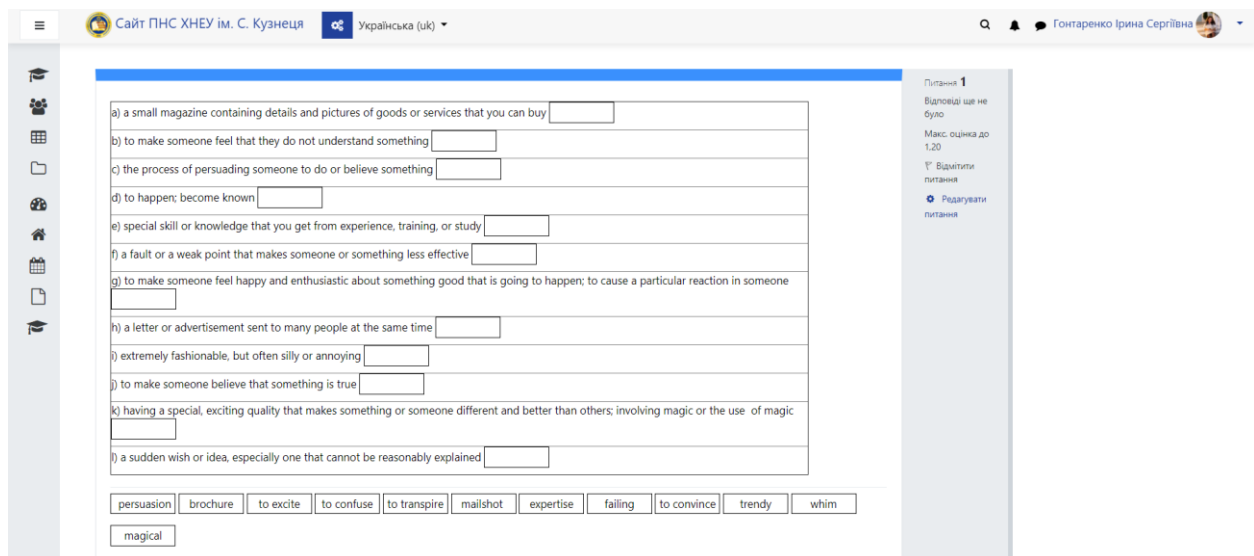 Сайт ПНС ХНЕУ ім. С. Кузнеця
Українська (uk)
Гонтаренко Ірина Сергіївна
a) a small magazine containing details and pictures of goods or services that you can buy
b) to make someone feel that they do not understand something
c) the process of persuading someone to do or believe something
d) to happen; become known
e) special skill or knowledge that you get from experience, training, or study
f) a fault or a weak point that makes someone or something less effective
g) to make someone feel happy and enthusiastic about something good that is going to happen; to cause a particular reaction in someone
h) a letter or advertisement sent to many people at the same time
i) extremely fashionable, but often silly or annoying
j) to make someone believe that something is true
k) having a special, exciting quality that makes something or someone different and better than others; involving magic or the use of magic
l) a sudden wish or idea, especially one that cannot be reasonably explained
persuasion brochure to excite to confuse to transpire mailshot expertise failing to convince trendy whim
magical
Питання 1
Відповіді ще не
було
Макс. оцінка до
1,20
Відмітити
питання
Редагувати
питання